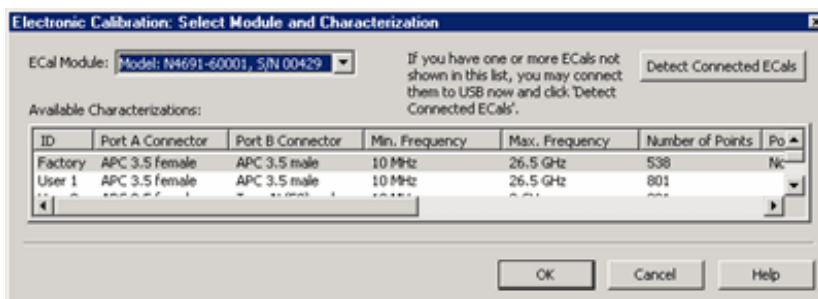 Electronic Calibration: Select Module and Characterization
ECal Module: Model: N4691-60001, S/N 00429
If you have one or more ECals not
shown in this list, you may connect
them to USB now and click 'Detect
Connected ECals'.
Detect Connected ECals
Available Characterizations:
ID Port A Connector Port B Connector Min. Frequency Max. Frequency Number of Points Po
Factory APC 3.5 female APC 3.5 male 10 MHz 26.5 GHz 538 Nc
User 1 APC 3.5 female APC 3.5 male 10 MHz 26.5 GHz 801
OK Cancel Help